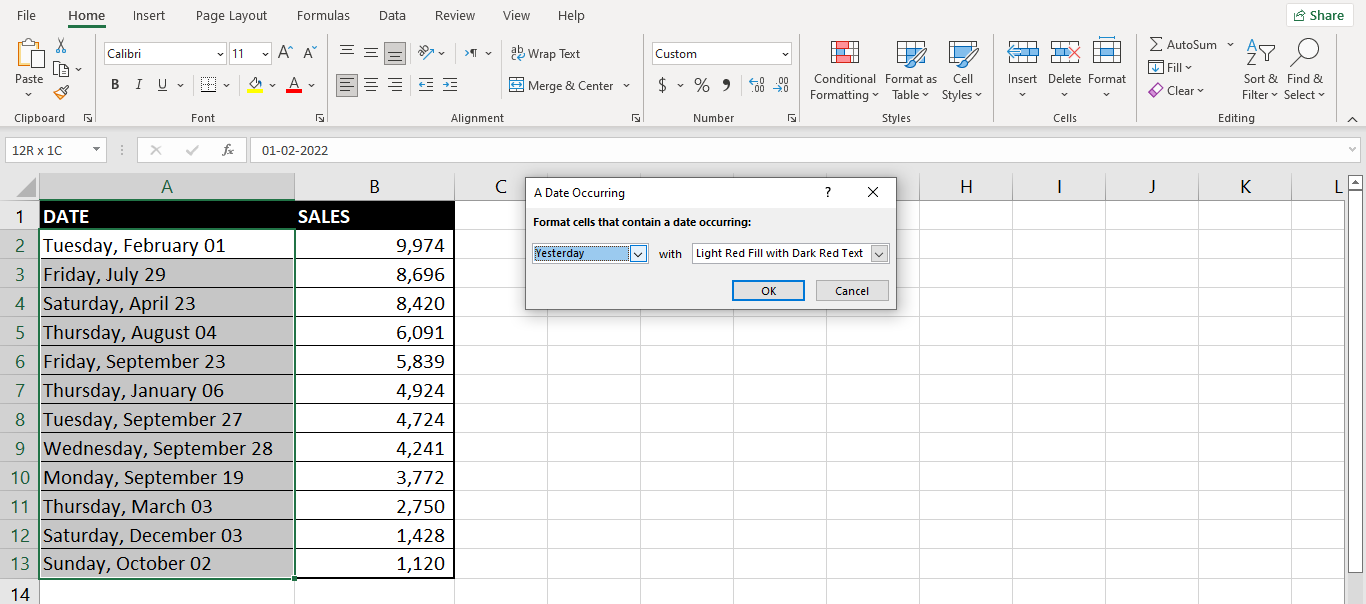 File Home Insert Page Layout Formulas Data Review View Help Share
Calibri 11 Wrap Text Custom AutoSum
Paste Conditional Format as Cell Insert Delete Format Fill Sort & Find &
B I U A Merge & Center $ % Formatting Table Styles Clear Filter Select
Clipboard Font Alignment Number Styles Cells Editing
12R x 1C fx 01-02-2022
A B C H I J K L
A Date Occurring ?
Format cells that contain a date occurring:
Yesterday with Light Red Fill with Dark Red Text
OK Cancel
1 DATE SALES
2 Tuesday, February 01 9,974
3 Friday, July 29 8,696
4 Saturday, April 23 8,420
5 Thursday, August 04 6,091
6 Friday, September 23 5,839
7 Thursday, January 06 4,924
8 Tuesday, September 27 4,724
9 Wednesday, September 28 4,241
10 Monday, September 19 3,772
11 Thursday, March 03 2,750
12 Saturday, December 03 1,428
13 Sunday, October 02 1,120
14